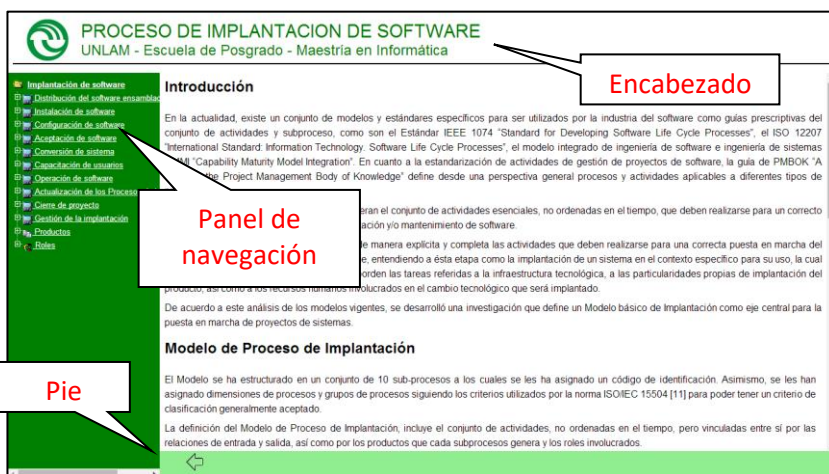 PROCESO DE IMPLANTACION DE SOFTWARE
UNLAM - Escuela de Posgrado - Maestría en Informática
Encabezado
Implantación de software
Distribución del software ensamblad
Instalación de software
Configuración de software
Aceptación de software
Conversión de sistema
Capacitación de usuarios
Operación de software
Actualización de los Proceso
Cierre de proyecto
Gestión de la implantación
Productos
Roles
Panel de
navegación
Pie
Introducción
En la actualidad, existe un conjunto de modelos y estándares específicos para ser utilizados por la industria del software como guías prescriptivas del
conjunto de actividades y subproceso, como son el Estándar IEEE 1074 "Standard for Developing Software Life Cycle Processes", el ISO 12207
"International Standard: Information Technology. Software Life Cycle Processes", el modelo integrado de ingeniería de software e ingeniería de sistemas
"Capability Maturity Model Integration". En cuanto a la estandarización de actividades de gestión de proyectos de software, la guía de PMBOK "A
the Project Management Body of Knowledge" define desde una perspectiva general procesos y actividades aplicables a diferentes tipos de
eran el conjunto de actividades esenciales, no ordenadas en el tiempo, que deben realizarse para un correcto
ación y/o mantenimiento de software.
de manera explícita y completa las actividades que deben realizarse para una correcta puesta en marcha del
e, entendiendo a ésta etapa como la implantación de un sistema en el contexto específico para su uso, la cual
borden las tareas referidas a la infraestructura tecnológica, a las particularidades propias de implantación del
producto, así como a los recursos humanos involucrados en el cambio tecnológico que será implantado.
De acuerdo a este análisis de los modelos vigentes, se desarrolló una investigación que define un Modelo básico de Implantación como eje central para la
puesta en marcha de proyectos de sistemas.
Modelo de Proceso de Implantación
El Modelo se ha estructurado en un conjunto de 10 sub-procesos a los cuales se les ha asignado un código de identificación. Asimismo, se les han
asignado dimensiones de procesos y grupos de procesos siguiendo los criterios utilizados por la norma ISO/IEC 15504 [11] para poder tener un criterio de
clasificación generalmente aceptado.
La definición del Modelo de Proceso de Implantación, incluye el conjunto de actividades, no ordenadas en el tiempo, pero vinculadas entre sí por las
relaciones de entrada y salida, así como por los productos que cada subprocesos genera y los roles involucrados.